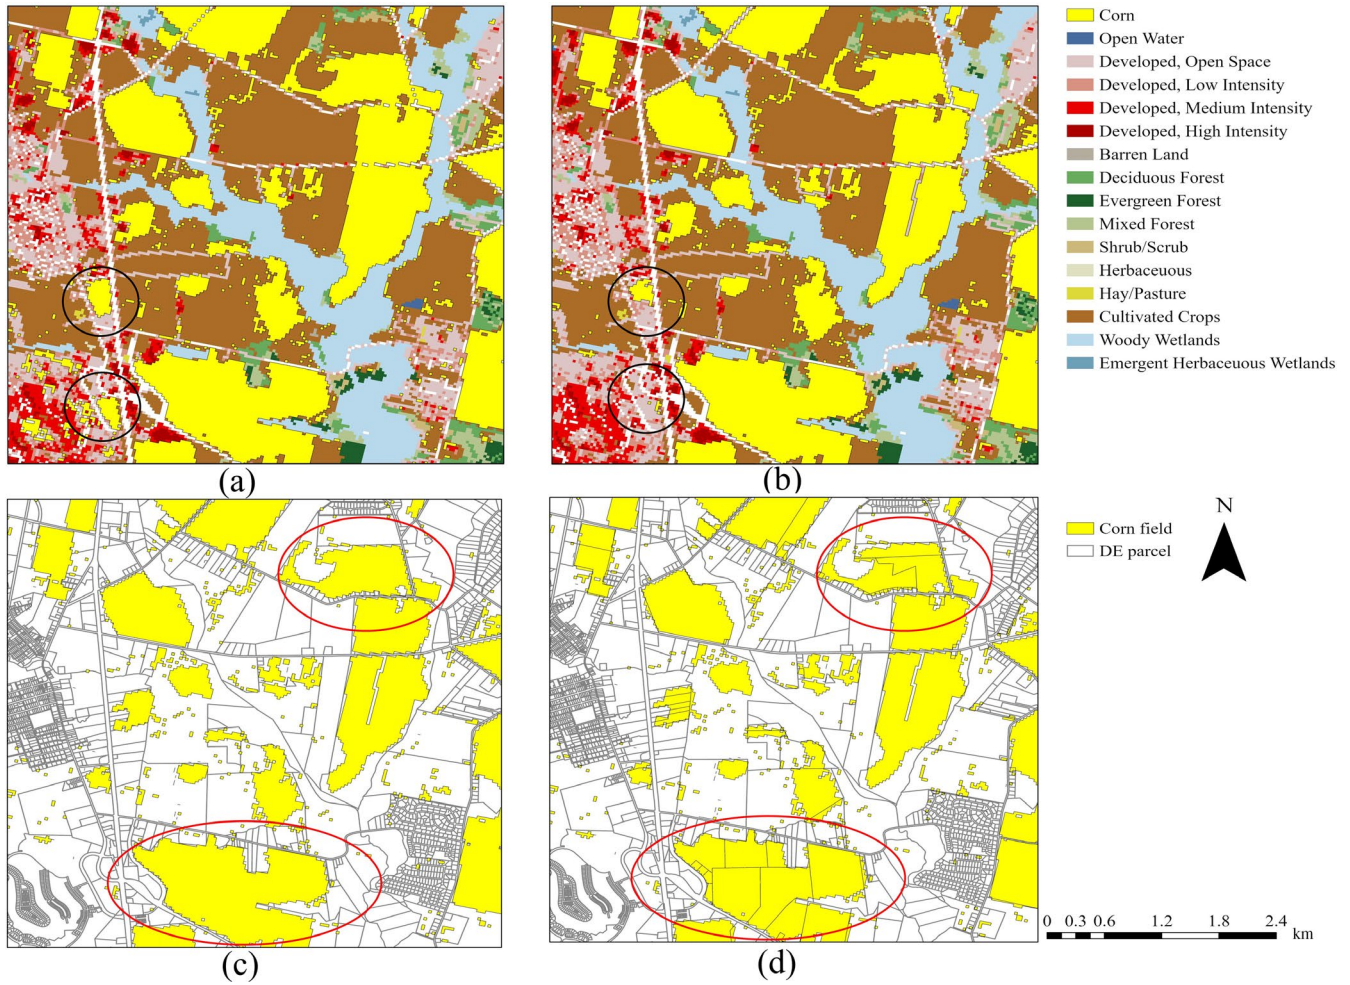 Corn
Open Water
Developed, Open Space
Developed, Low Intensity
Developed, Medium Intensity
Developed, High Intensity
Barren Land
Deciduous Forest
Evergreen Forest
Mixed Forest
Shrub/Scrub
Herbaceous
Hay/Pasture
Cultivated Crops
Woody Wetlands
Emergent Herbaceuous Wetlands
(a)
(b)
Corn field
DE parcel
N
0 0.3 0.6 1.2 1.8 2.4
km
(c)
(d)